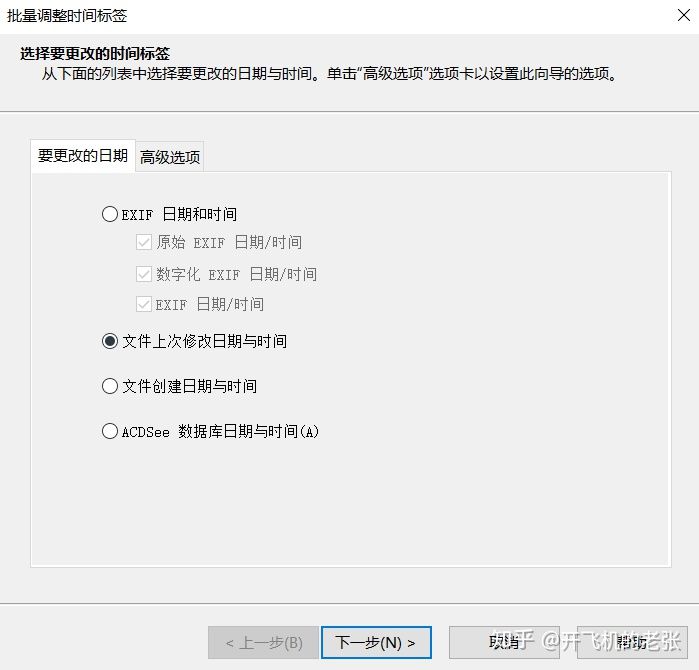 批量调整时间标签
选择要更改的时间标签
从下面的列表中选择要更改的日期与时间。单击“高级选项”选项卡以设置此向导的选项。
要更改的日期 高级选项
EXIF 日期和时间
原始 EXIF 日期/时间
数字化 EXIF 日期/时间
EXIF 日期/时间
文件上次修改日期与时间
文件创建日期与时间
ACDSee 数据库日期与时间(A)
< 上一步(B) 下一步(N) > 取消 帮助
知乎 @开飞机的老张